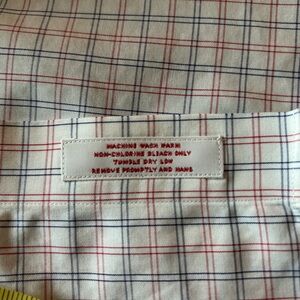 MACHINE WASH WARM
NON-CHLORINE BLEACH ONLY
TUMBLE DRY LOW
REMOVE PROMPTLY AND HANG